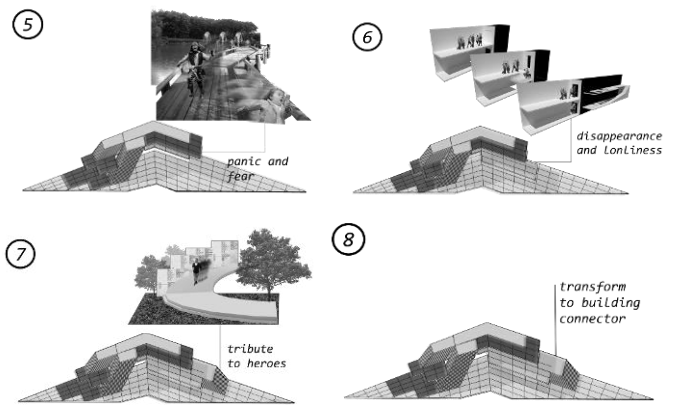 5
panic and
fear
6
disappearance
and lonliness
7
tribute
to heroes
8
transform
to building
connector